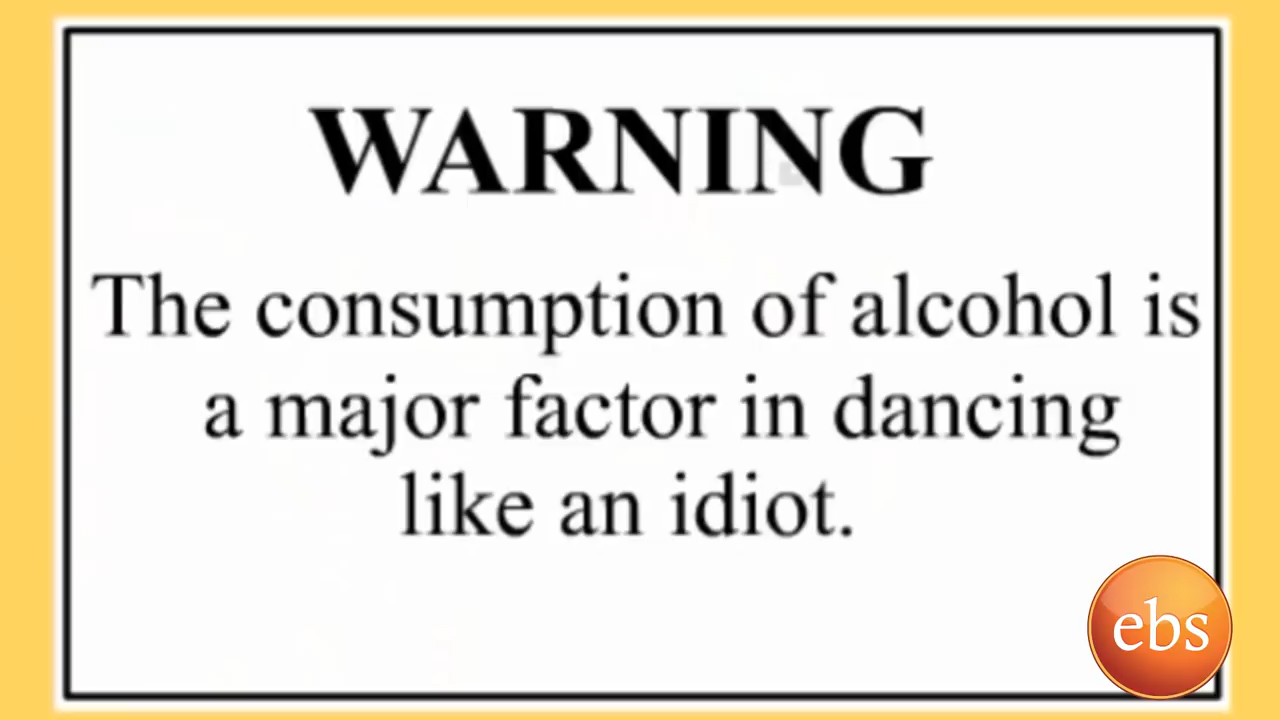 WARNING
The consumption of alcohol is
a major factor in dancing
like an idiot.
ebs